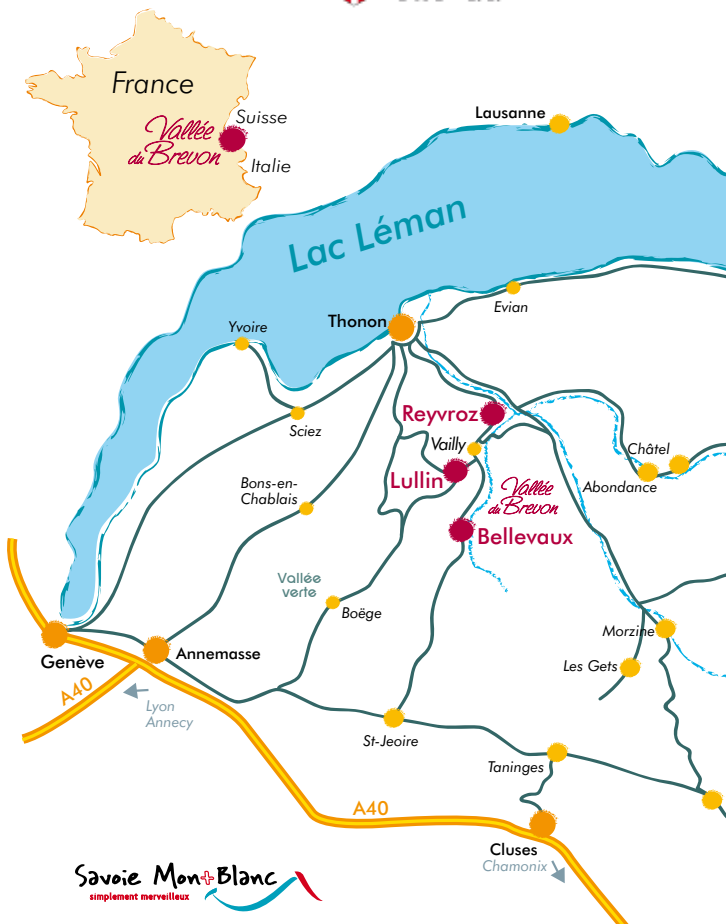 France
Suisse
Vallée
du Brevon
Italie
Lausanne
Lac Léman
Evian
Thonon
Yvoire
Reyvroz
Sciez
Vailly
Châtel
Lullin
Abondance
Bons-en-
Chablais
Vallée
du Brevon
Bellevaux
Vallée
verte
Boëge
Morzine
Genève
Annemasse
Les Gets
A40
Lyon
Annecy
St-Jeoire
Taninges
A40
Cluses
Chamonix
Savoie Mont Blanc
simplement merveilleux